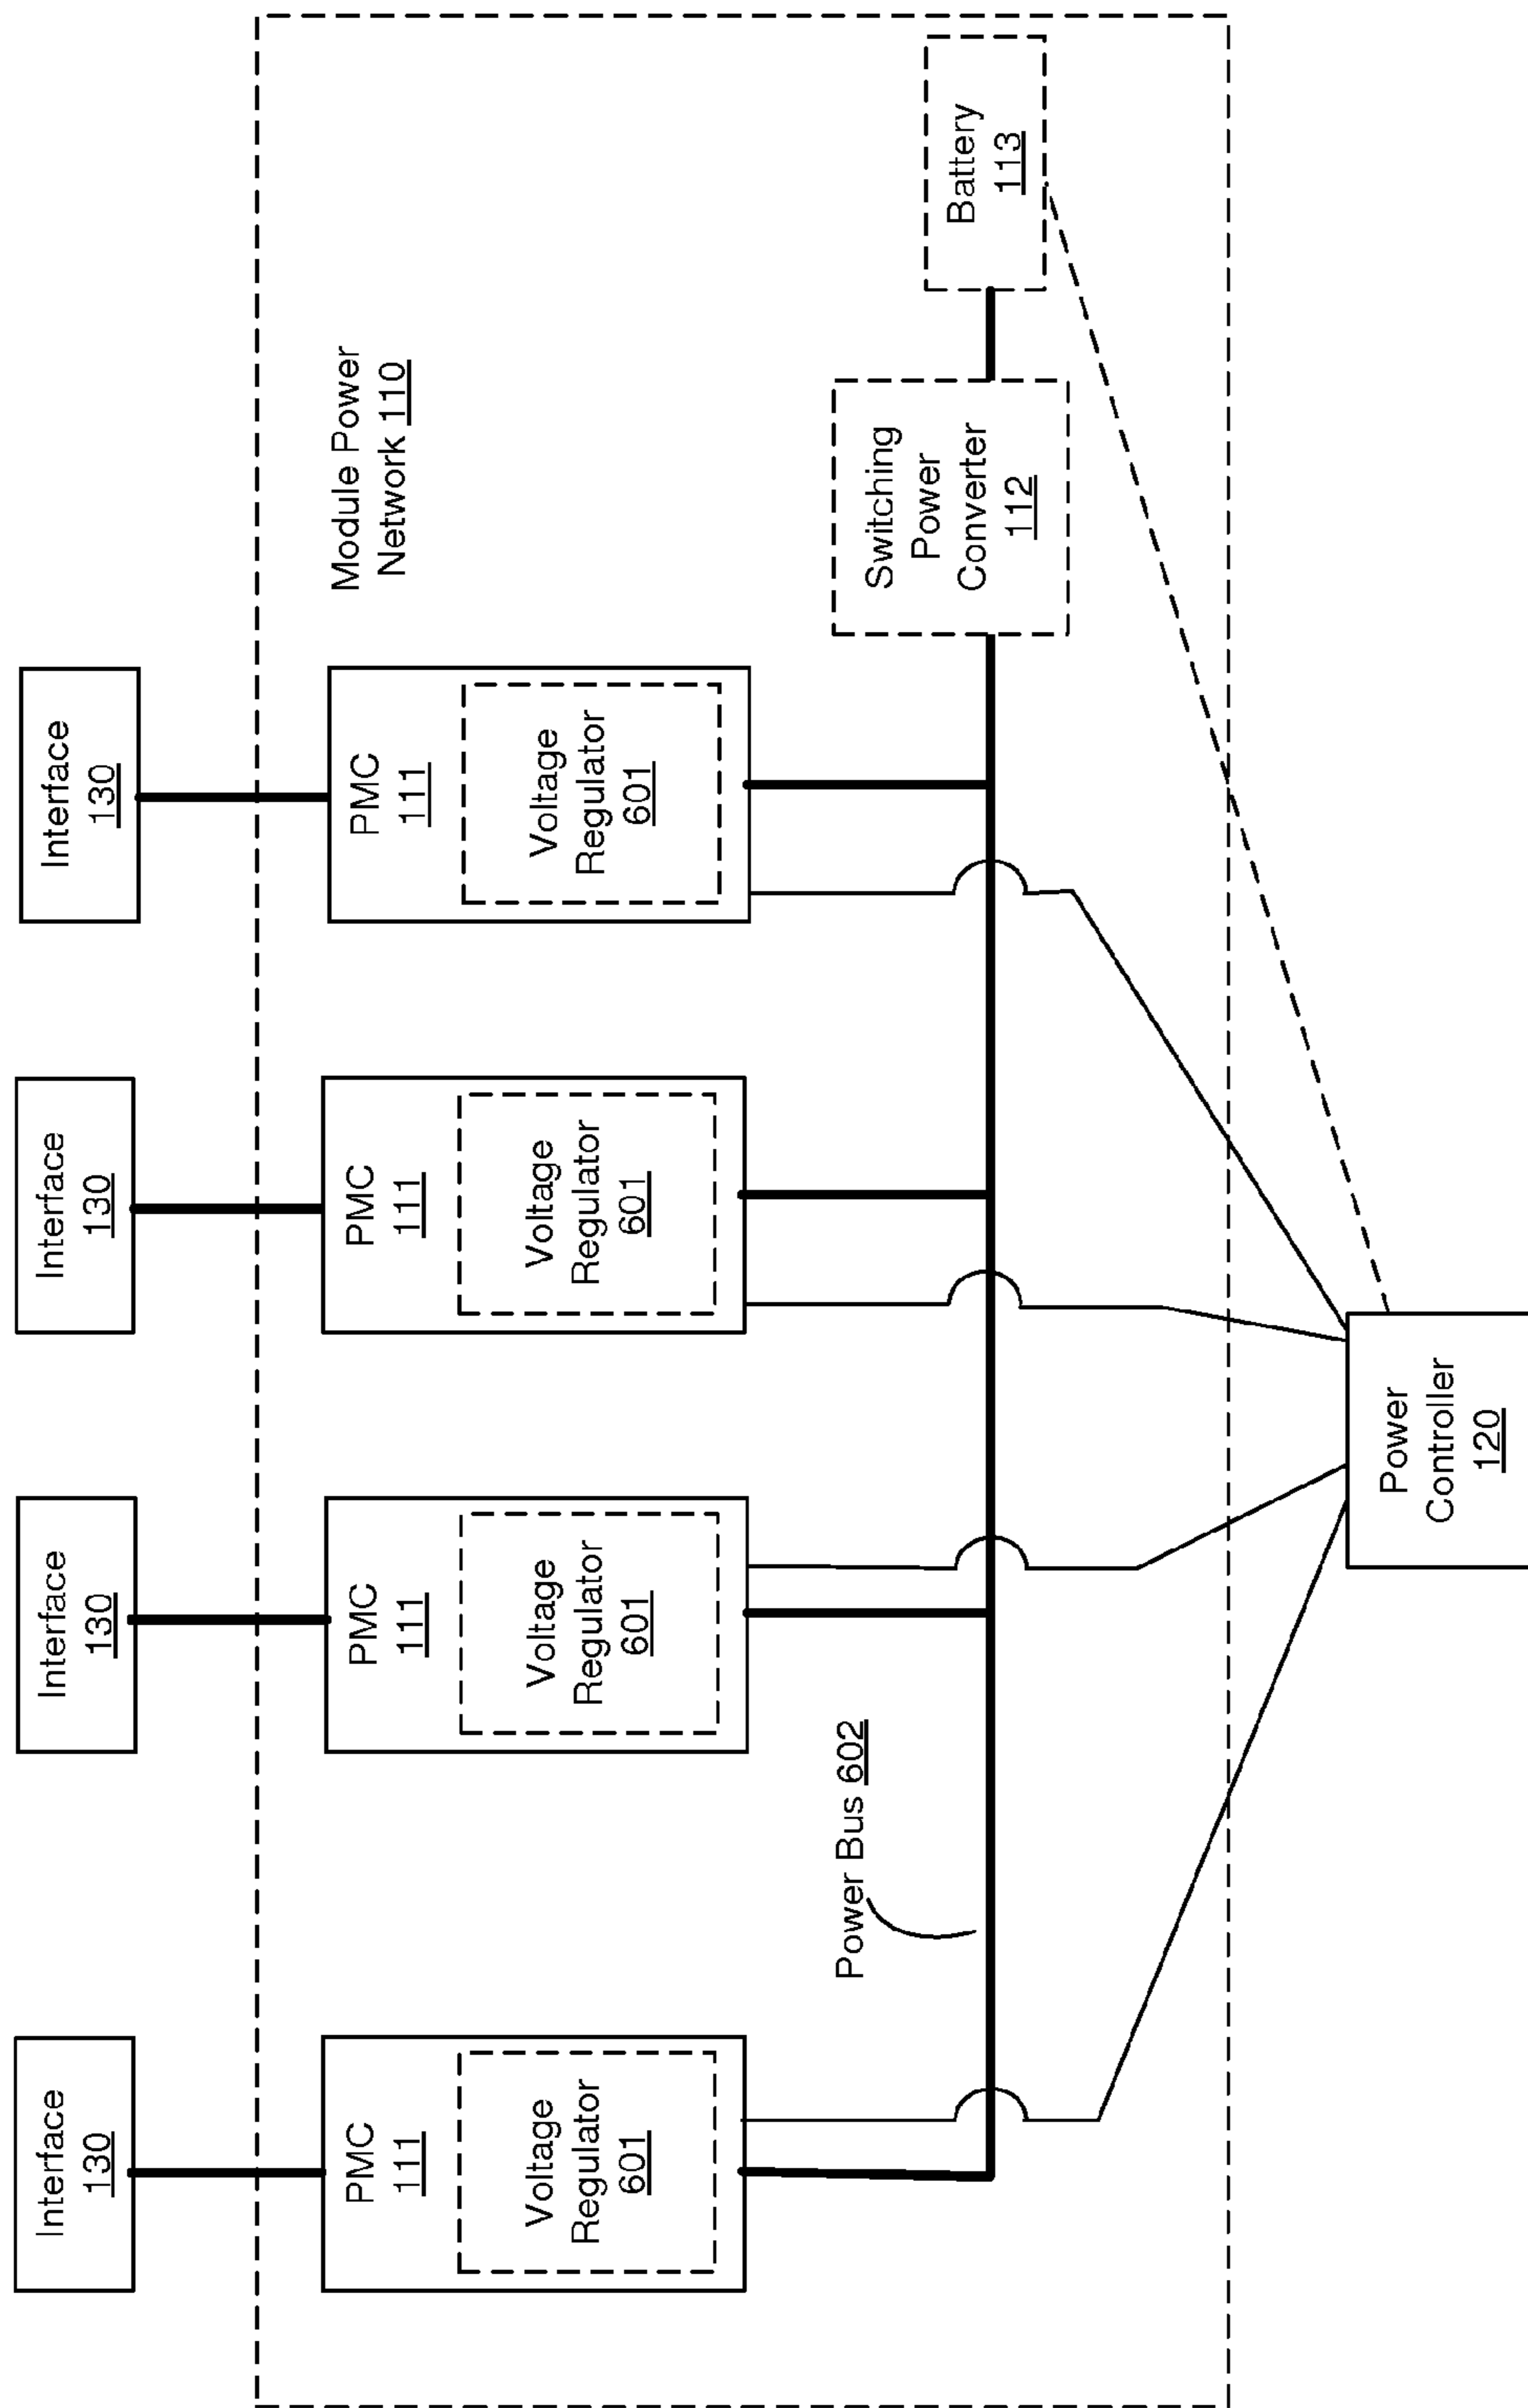 Interface
130
Interface
130
Interface
130
Interface
130
Module Power
Network 110
PMC
111
Voltage
Regulator
601
PMC
111
Voltage
Regulator
601
PMC
111
Voltage
Regulator
601
PMC
111
Voltage
Regulator
601
Power Bus 602
Switching
Power
Converter
112
Battery
113
Power
Controller
120